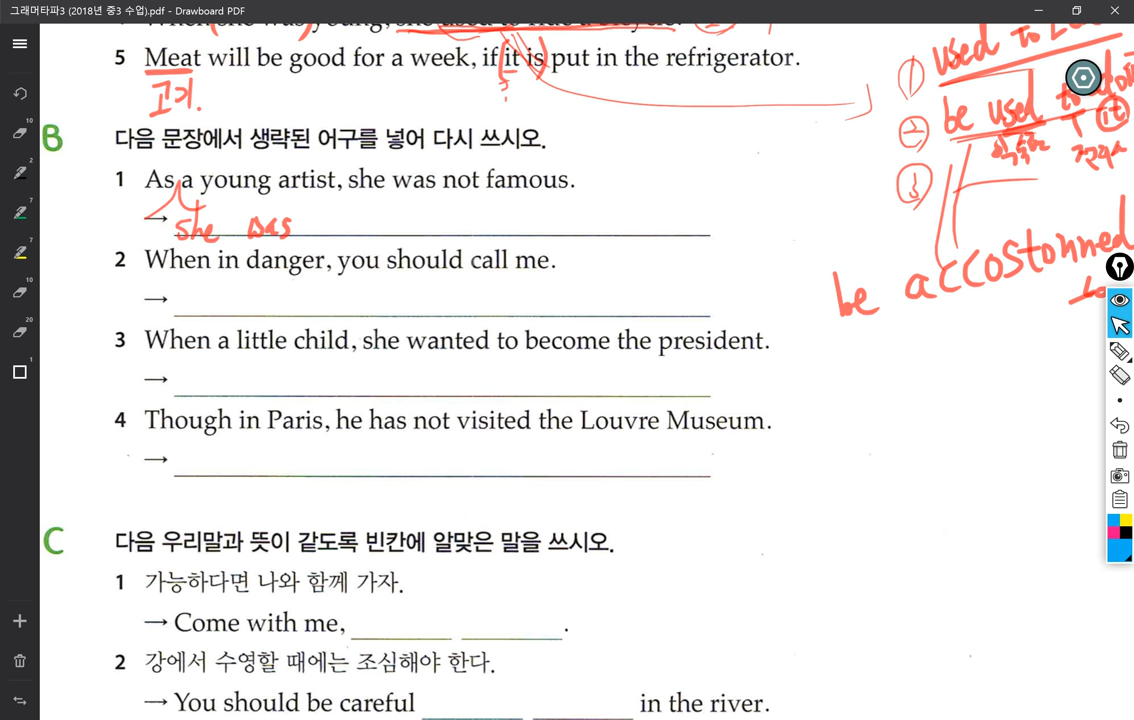 그래머타파3 (2018년 중3 수업).pdf - Drawboard PDF
5 Meat will be good for a week, if it is put in the refrigerator.
고기.
① used to
② be used to
it
③
be accostonned
B 다음 문장에서 생략된 어구를 넣어 다시 쓰시오.
1 As a young artist, she was not famous.
→ she was
2 When in danger, you should call me.
→
3 When a little child, she wanted to become the president.
→
4 Though in Paris, he has not visited the Louvre Museum.
→
C 다음 우리말과 뜻이 같도록 빈칸에 알맞은 말을 쓰시오.
1 가능하다면 나와 함께 가자.
→ Come with me, ______ ______.
2 강에서 수영할 때에는 조심해야 한다.
→ You should be careful ______ ______ in the river.